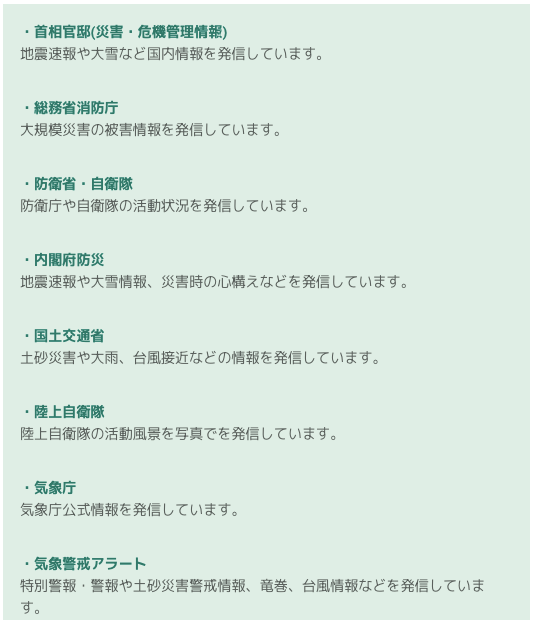 ・首相官邸(災害・危機管理情報)
地震速報や大雪など国内情報を発信しています。
・総務省消防庁
大規模災害の被害情報を発信しています。
・防衛省・自衛隊
防衛庁や自衛隊の活動状況を発信しています。
・内閣府防災
地震速報や大雪情報、災害時の心構えなどを発信しています。
・国土交通省
土砂災害や大雨、台風接近などの情報を発信しています。
・陸上自衛隊
陸上自衛隊の活動風景を写真でを発信しています。
・気象庁
気象庁公式情報を発信しています。
・気象警戒アラート
特別警報・警報や土砂災害警戒情報、竜巻、台風情報などを発信していま
す。